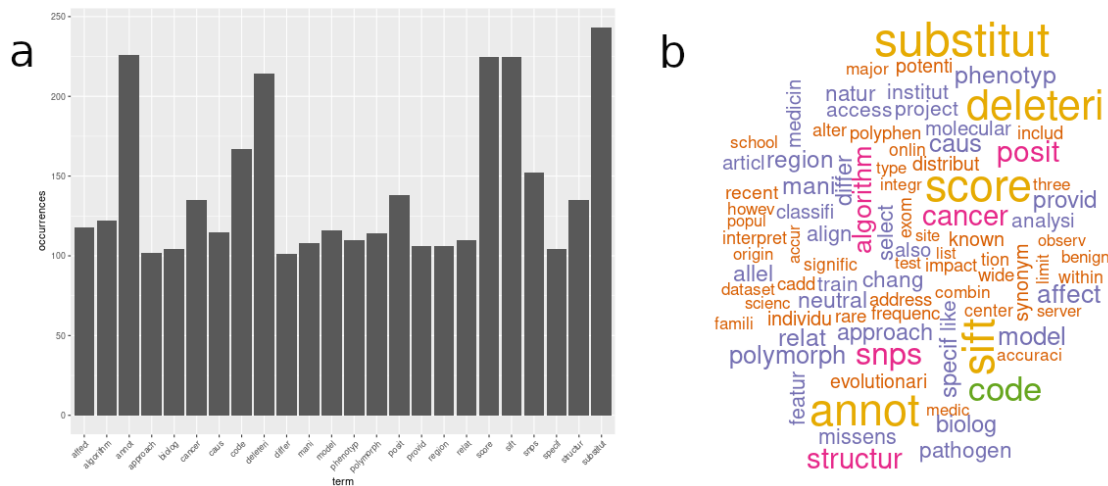 a
250
200
150
100
50
0
occurrences
affect
algorithm
annot
approach
biolog
cancer
caus
code
deleteri
differ
mani
model
phenotyp
polymorph
posit
provid
region
relat
score
sift
snps
specif
structur
substitut
term
b
substitut
major potenti phenotyp
medicin natur institut deleteri
access project
alter polyphen molecular includ
school onlin caus posit
articl region differ algorithm type distribut
recent mani integr score three
howev classifi select exom cancer provid
popul analysi
interpret accur align also site known observ
origin signific test list tion synonym limit benign
allel cadd train chang impact wide within
dataset neutral address combin affect
scienc rare frequenc center server
famili individu approach specif like sift model
relat accuraci
polymorph snps code
featur evolutionari
annot medic
missens biolog
structur pathogen